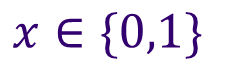 x ∈ {0,1}